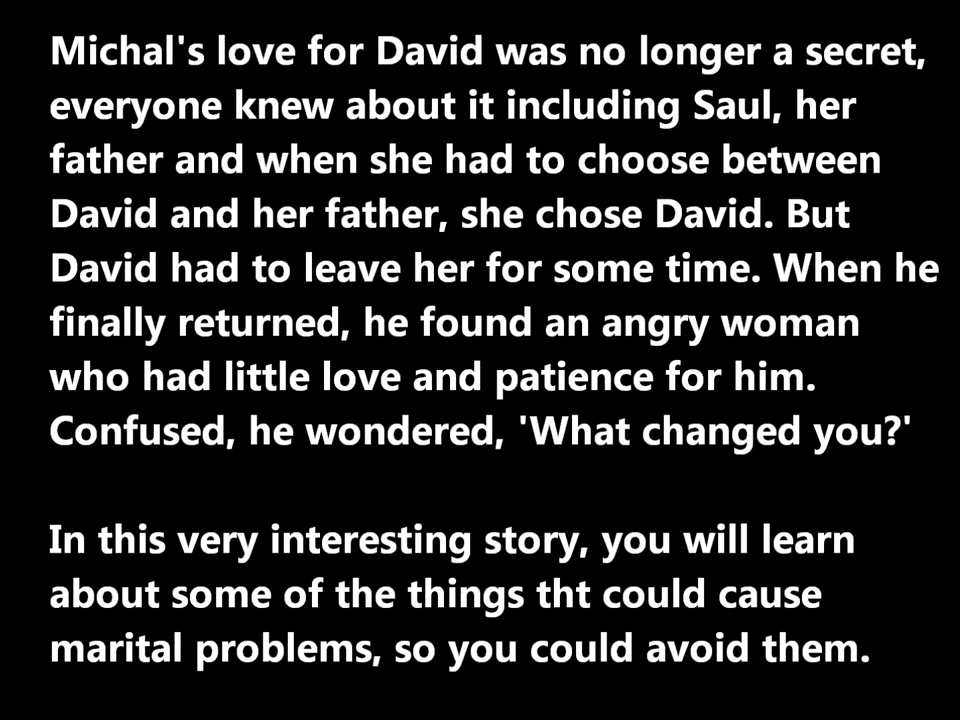 Michal's love for David was no longer a secret,
everyone knew about it including Saul, her
father and when she had to choose between
David and her father, she chose David. But
David had to leave her for some time. When he
finally returned, he found an angry woman
who had little love and patience for him.
Confused, he wondered, 'What changed you?'
In this very interesting story, you will learn
about some of the things tht could cause
marital problems, so you could avoid them.